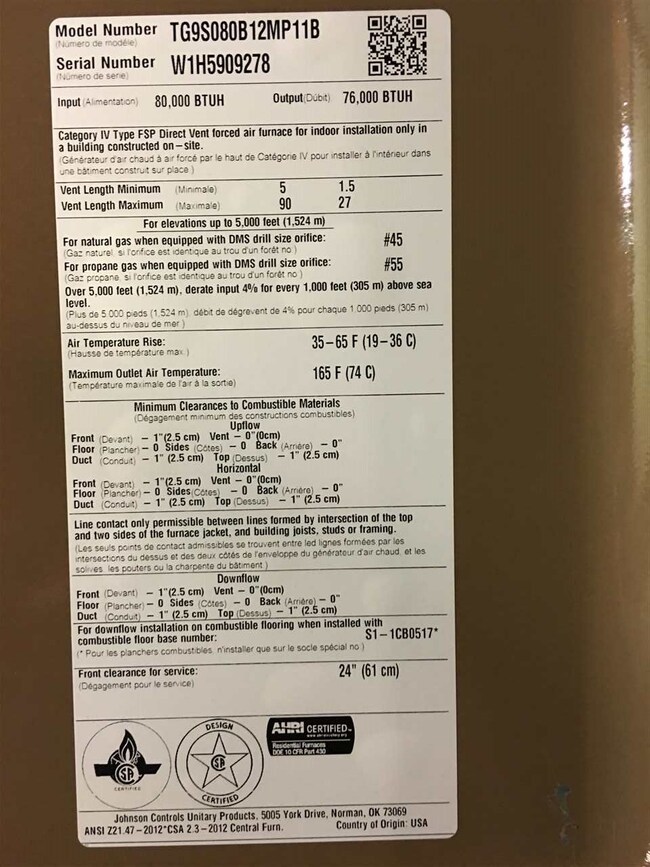 Model Number TG9S080B12MP11B
(Numero de modèle)
Serial Number W1H5909278
(Numero de serie)
Input (Alimentation) 80,000 BTUH Output (Dúbit) 76,000 BTUH
Category IV Type FSP Direct Vent forced air furnace for indoor installation only in
a building constructed on-site.
(Générateur d'air chaud à air forcé par le haut de Catégorie IV pour installer à l'intérieur dans
une bâtiment construit sur place )
Vent Length Minimum (Minimale) 5 1.5
Vent Length Maximum (Maximale) 90 27
For elevations up to 5,000 feet (1,524 m)
For natural gas when equipped with DMS drill size orifice: #45
(Gaz naturel, si l'orifice est identique au trou d'un forêt no )
For propane gas when equipped with DMS drill size orifice: #55
(Gaz propane, si l'orifice est identique au trou d'un forêt no )
Over 5,000 feet (1,524 m), derate input 4% for every 1,000 feet (305 m) above sea
level.
(Plus de 5 000 pieds (1,524 m), débit de dégrevent de 4% pour chaque 1 000 pieds (305 m)
au-dessus du niveau de mer )
Air Temperature Rise: 35-65 F (19-36 C)
(Hausse de température max )
Maximum Outlet Air Temperature: 165 F (74 C)
(Température maximale de l'air à la sortie)
Minimum Clearances to Combustible Materials
(Dégagement minimum des constructions combustibles)
Upflow
Front (Devant) - 1"(2.5 cm) Vent - 0"(0cm)
Floor (Plancher) - 0 Sides (Côtes) - 0 Back (Arriére) - 0"
Duct (Conduit) - 1" (2.5 cm) Top (Dessus) - 1" (2.5 cm)
Horizontal
Front (Devant) - 1"(2.5 cm) Vent - 0"(0cm)
Floor (Plancher) - 0 Sides (Côtes) - 0 Back (Arriére) - 0"
Duct (Conduit) - 1" (2.5 cm) Top (Dessus) - 1" (2.5 cm)
Line contact only permissible between lines formed by intersection of the top
and two sides of the furnace jacket, and building joists, studs or framing.
(Les seuls points de contact admissibles se trouvent entre led lignes formées par les
intersections du dessus et des deux côtés de l'enveloppe du générateur d'air chaud, et les
solives, les pouters ou la charpente du bâtiment )
Downflow
Front (Devant) - 1"(2.5 cm) Vent - 0"(0cm)
Floor (Plancher) - 0 Sides (Côtes) - 0 Back (Arriére) - 0"
Duct (Conduit) - 1" (2.5 cm) Top (Dessus) - 1" (2.5 cm)
For downflow installation on combustible flooring when installed with
combustible floor base number: S1-1CB0517*
(* Pour les planchers combustibles, n'installer que sur le socle spécial no )
Front clearance for service: 24" (61 cm)
(Dégagement pour le service)
DESIGN
AHRI CERTIFIED
www.ahridirectory.org
Residential Furnaces
DOE 10 CFR Part 430
SA
SA
CERTIFIED
CERTIFIED
Johnson Controls Unitary Products, 5005 York Drive, Norman, OK 73069
ANSI Z21.47-2012*CSA 2.3-2012 Central Furn. Country of Origin: USA